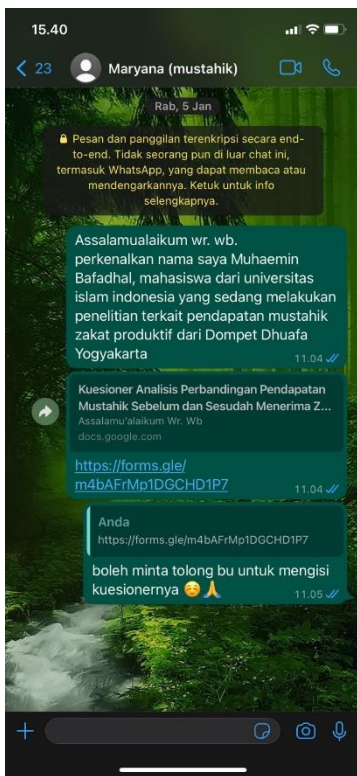 15.40
23
Maryana (mustahik)
Rab, 5 Jan
Pesan dan panggilan terenkripsi secara end-
to-end. Tidak seorang pun di luar chat ini,
termasuk WhatsApp, yang dapat membaca atau
mendengarkannya. Ketuk untuk info
selengkapnya.
Assalamualaikum wr. wb.
perkenalkan nama saya Muhaemin
Bafadhal, mahasiswa dari universitas
islam indonesia yang sedang melakukan
penelitian terkait pendapatan mustahik
zakat produktif dari Dompet Dhuafa
Yogyakarta
11.04
Kuesioner Analisis Perbandingan Pendapatan
Mustahik Sebelum dan Sesudah Menerima Z...
Assalamu'alaikum Wr. Wb
docs.google.com
https://forms.gle/
m4bAFrMp1DGCHD1P7
11.04
Anda
https://forms.gle/m4bAFrMp1DGCHD1P7
boleh minta tolong bu untuk mengisi
kuesionernya ☺️🙏
11.05